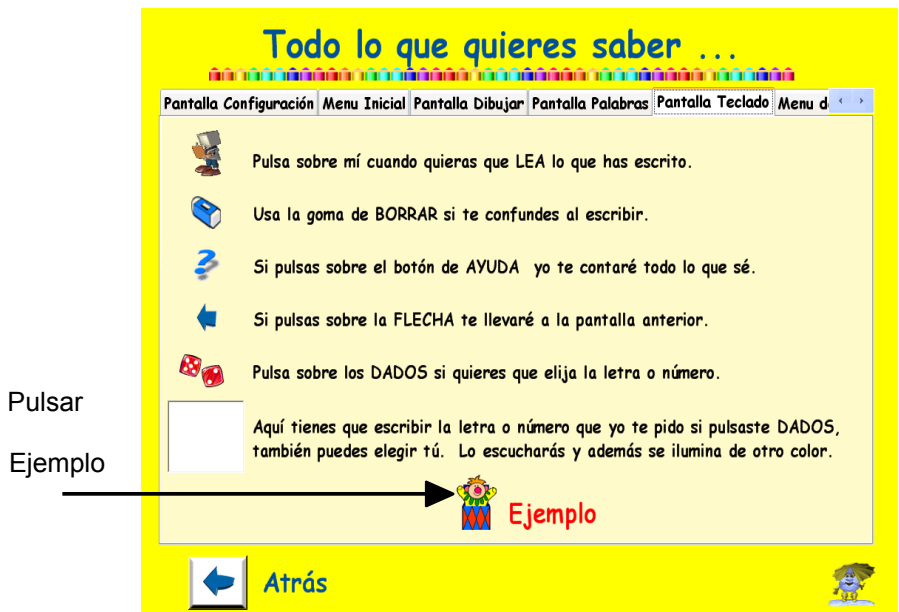 Todo lo que quieres saber ...
Pantalla Configuración Menu Inicial Pantalla Dibujar Pantalla Palabras Pantalla Teclado Menu d
Pulsa sobre mí cuando quieras que LEA lo que has escrito.
Usa la goma de BORRAR si te confundes al escribir.
Si pulsas sobre el botón de AYUDA yo te contaré todo lo que sé.
Si pulsas sobre la FLECHA te llevaré a la pantalla anterior.
Pulsa sobre los DADOS si quieres que elija la letra o número.
Aquí tienes que escribir la letra o número que yo te pido si pulsaste DADOS,
también puedes elegir tú. Lo escucharás y además se ilumina de otro color.
Pulsar
Ejemplo
Ejemplo
Atrás